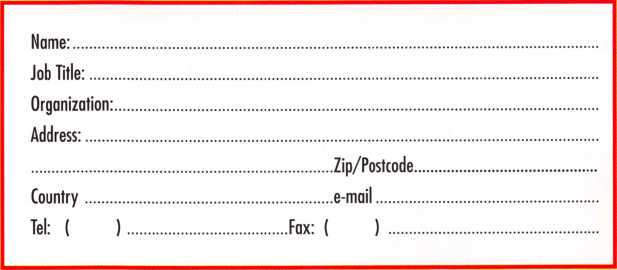 Name:
Job Title:
Organization:
Address:
Zip/Postcode
Country e-mail
Tel: ( ) Fax: ( )